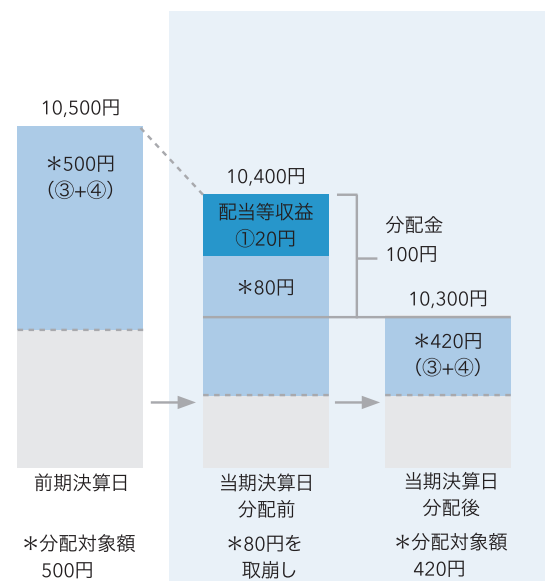 10,500円
＊500円
(③+④)
10,400円
配当等収益
①20円
＊80円
分配金
100円
10,300円
＊420円
(③+④)
前期決算日
当期決算日
分配前
当期決算日
分配後
＊分配対象額
500円
＊80円を
取崩し
＊分配対象額
420円